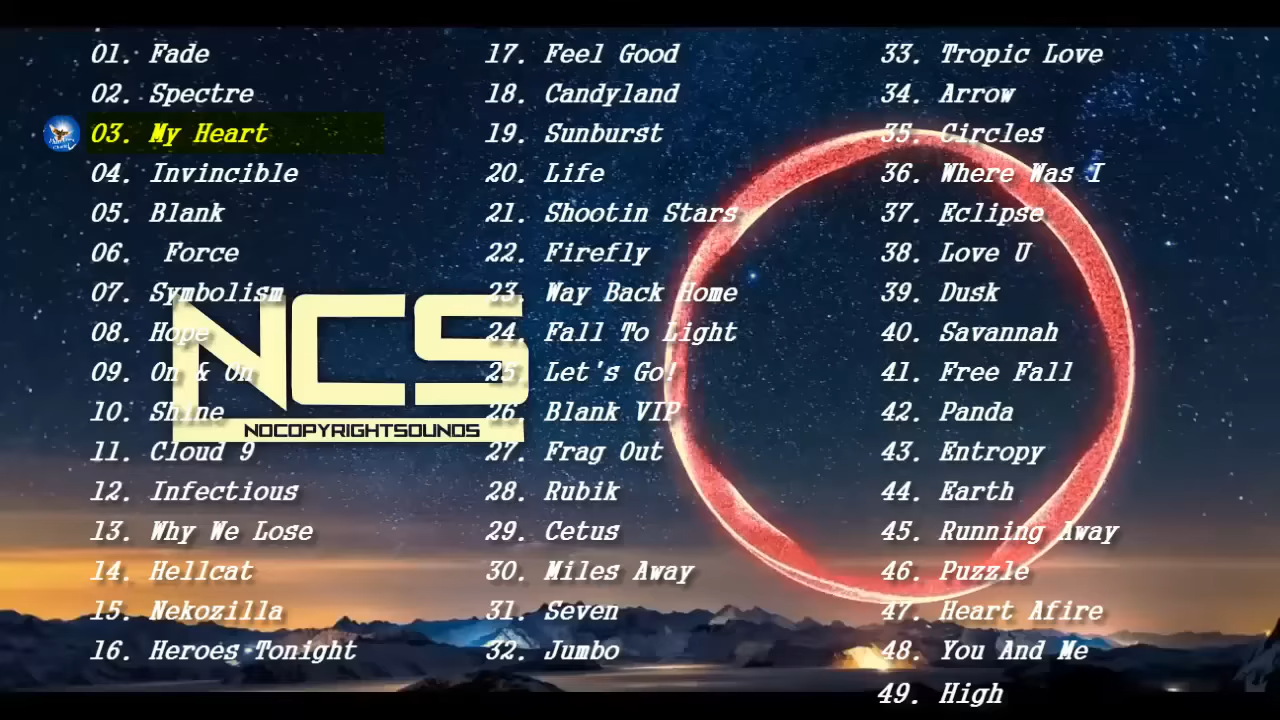 01. Fade
02. Spectre
03. My Heart
04. Invincible
05. Blank
06. Force
07. Symbolism
08. Hope
09. On & On
10. Shine
11. Cloud 9
12. Infectious
13. Why We Lose
14. Hellcat
15. Nekozilla
16. Heroes Tonight
NCS
NOCOPYRIGHTSOUNDS
17. Feel Good
18. Candyland
19. Sunburst
20. Life
21. Shootin Stars
22. Firefly
23. Way Back Home
24. Fall To Light
25. Let's Go!
26. Blank VIP
27. Frag Out
28. Rubik
29. Cetus
30. Miles Away
31. Seven
32. Jumbo
33. Tropic Love
34. Arrow
35. Circles
36. Where Was I
37. Eclipse
38. Love U
39. Dusk
40. Savannah
41. Free Fall
42. Panda
43. Entropy
44. Earth
45. Running Away
46. Puzzle
47. Heart Afire
48. You And Me
49. High